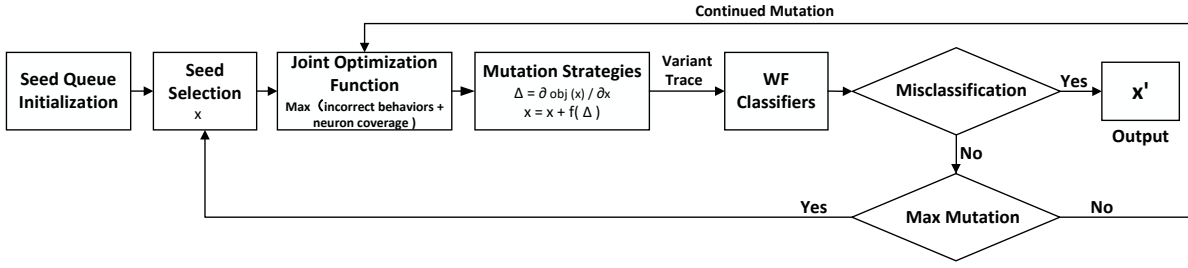 Continued Mutation
Seed Queue
Initialization
Seed
Selection
x
Joint Optimization
Function
Max（incorrect behaviors +
neuron coverage )
Mutation Strategies
Δ = ∂ obj (x) / ∂x
x = x + f( Δ )
Variant
Trace
WF
Classifiers
Misclassification
Yes
x'
Output
No
Max Mutation
Yes
No